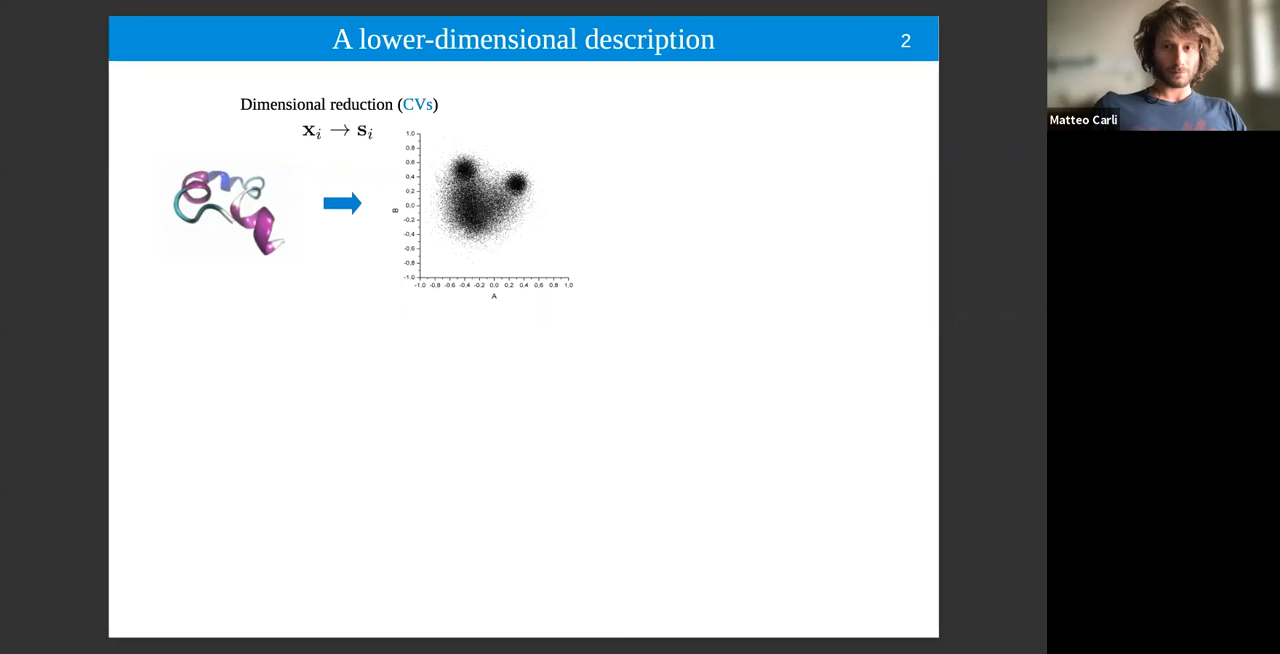 A lower-dimensional description
2
Matteo Carli
Dimensional reduction (CVs)
𝐱ᵢ → 𝐬ᵢ
1.0
0.8
0.6
0.4
0.2
0.0
-0.2
-0.4
-0.6
-0.8
-1.0
B
-1,0 -0,8 -0,6 -0,4 -0,2 0,0 0,2 0,4 0,6 0,8 1,0
A